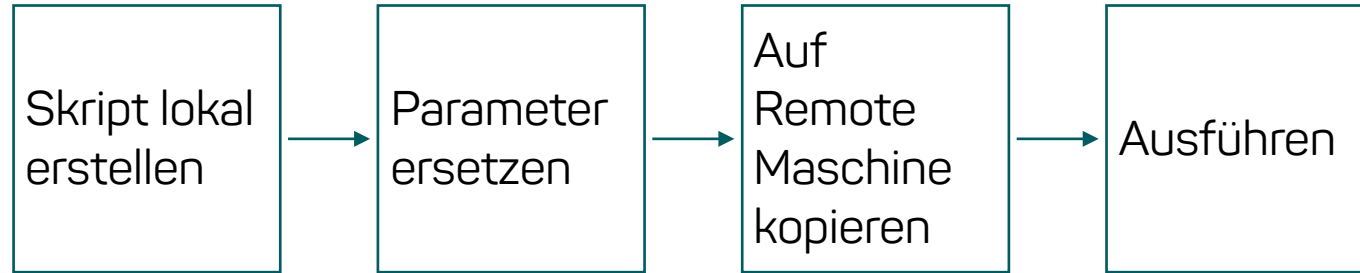 Skript lokal
erstellen
Parameter
ersetzen
Auf
Remote
Maschine
kopieren
Ausführen